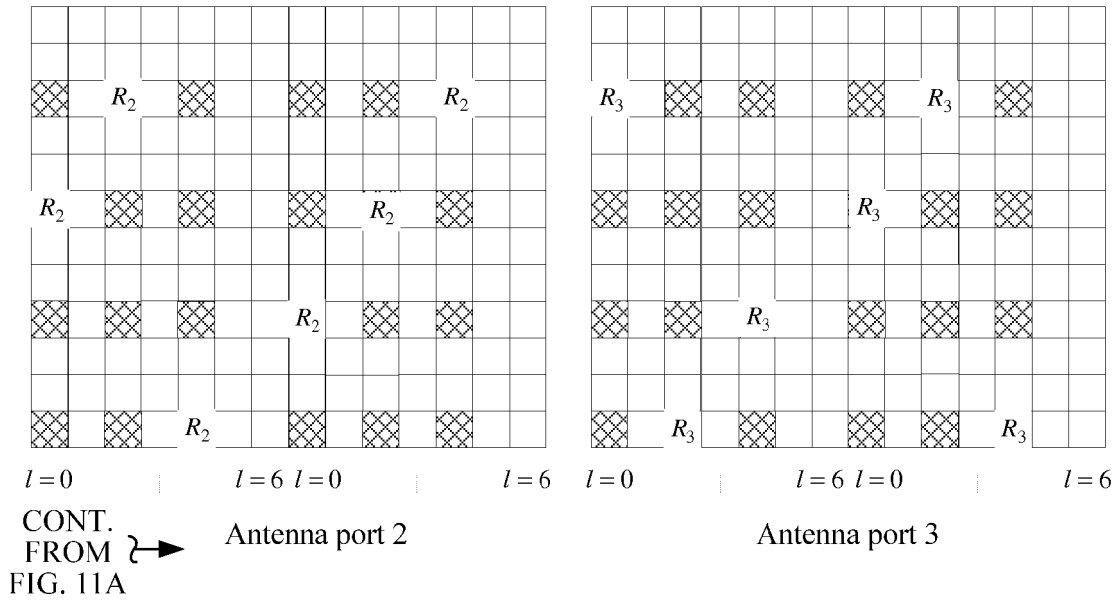 R2 R2 R3 R3
R2 R2 R3
R2 R3
R2 R3 R3
l=0 l=6 l=0 l=6 l=0 l=6 l=0 l=6
Antenna port 2 Antenna port 3
CONT.
FROM
FIG. 11A